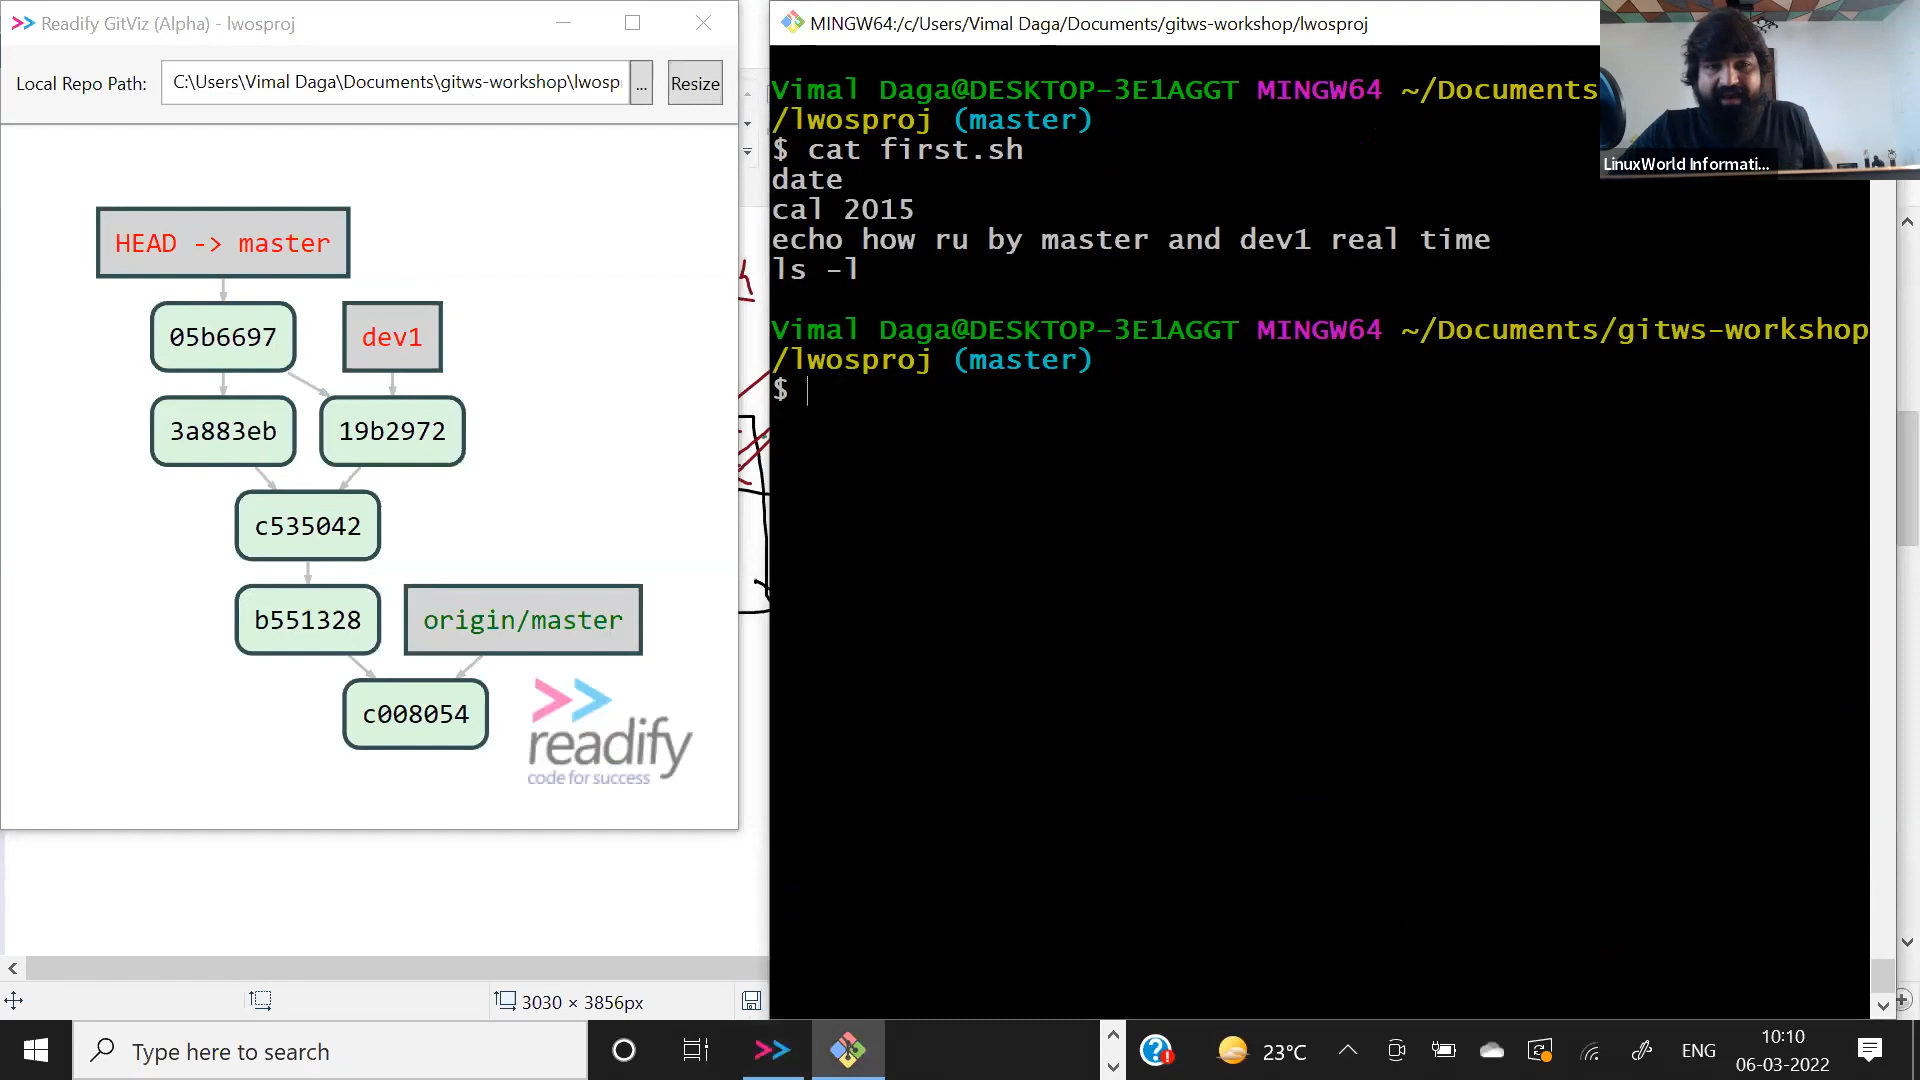 Readify GitViz (Alpha) - lwosproj
Local Repo Path:
C:\Users\Vimal Daga\Documents\gitws-workshop\lwosp
...
Resize
HEAD -> master
05b6697
dev1
3a883eb
19b2972
c535042
b551328
origin/master
c008054
readify
code for success
3030 × 3856px
MINGW64:/c/Users/Vimal Daga/Documents/gitws-workshop/lwosproj
Vimal Daga@DESKTOP-3E1AGGT MINGW64 ~/Documents
/lwosproj (master)
$ cat first.sh
date
cal 2015
echo how ru by master and dev1 real time
ls -l
Vimal Daga@DESKTOP-3E1AGGT MINGW64 ~/Documents/gitws-workshop
/lwosproj (master)
$
LinuxWorld Informati...
Type here to search
23°C
ENG
10:10
06-03-2022